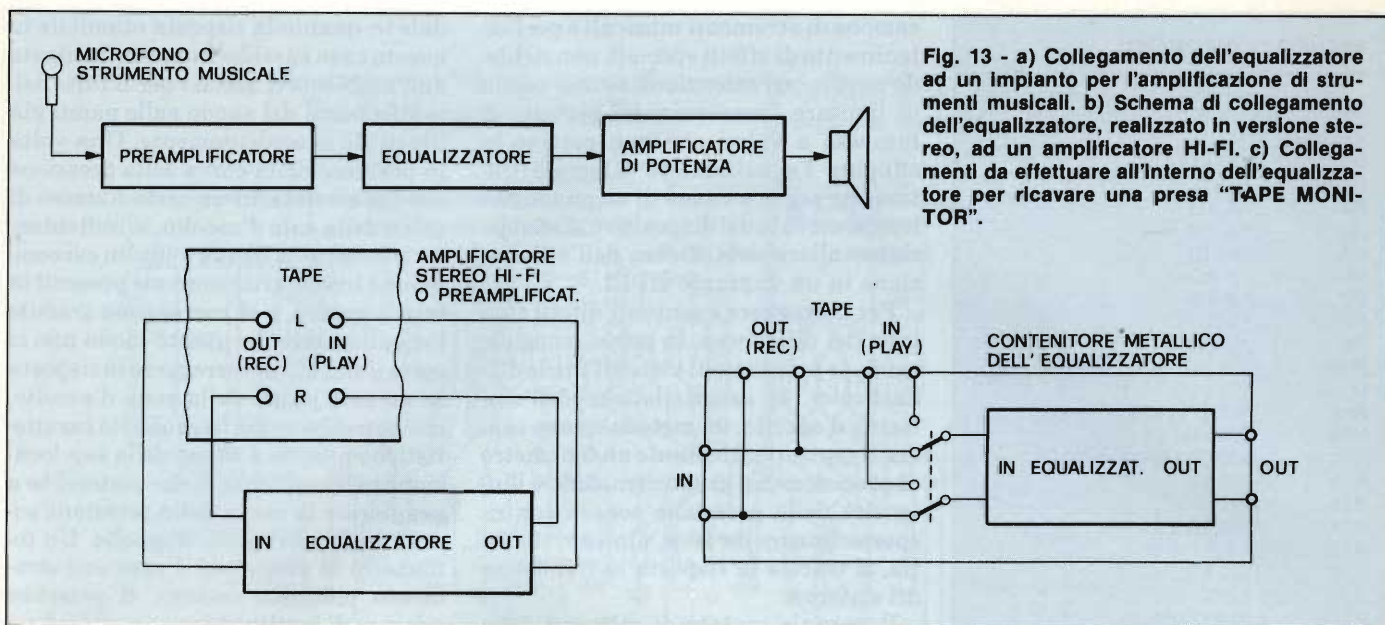 MICROFONO O
STRUMENTO MUSICALE
PREAMPLIFICATORE
EQUALIZZATORE
AMPLIFICATORE
DI POTENZA
Fig. 13 - a) Collegamento dell'equalizzatore
ad un impianto per l'amplificazione di stru-
menti musicali. b) Schema di collegamento
dell'equalizzatore, realizzato in versione ste-
reo, ad un amplificatore HI-FI. c) Collega-
menti da effettuare all'interno dell'equalizza-
tore per ricavare una presa "TAPE MONI-
TOR".
TAPE
L
OUT
(REC)
IN
(PLAY)
R
AMPLIFICATORE
STEREO HI-FI
O PREAMPLIFICAT.
IN EQUALIZZATORE OUT
TAPE
OUT
(REC)
IN
(PLAY)
CONTENITORE METALLICO
DELL'EQUALIZZATORE
IN
IN EQUALIZZAT. OUT
OUT